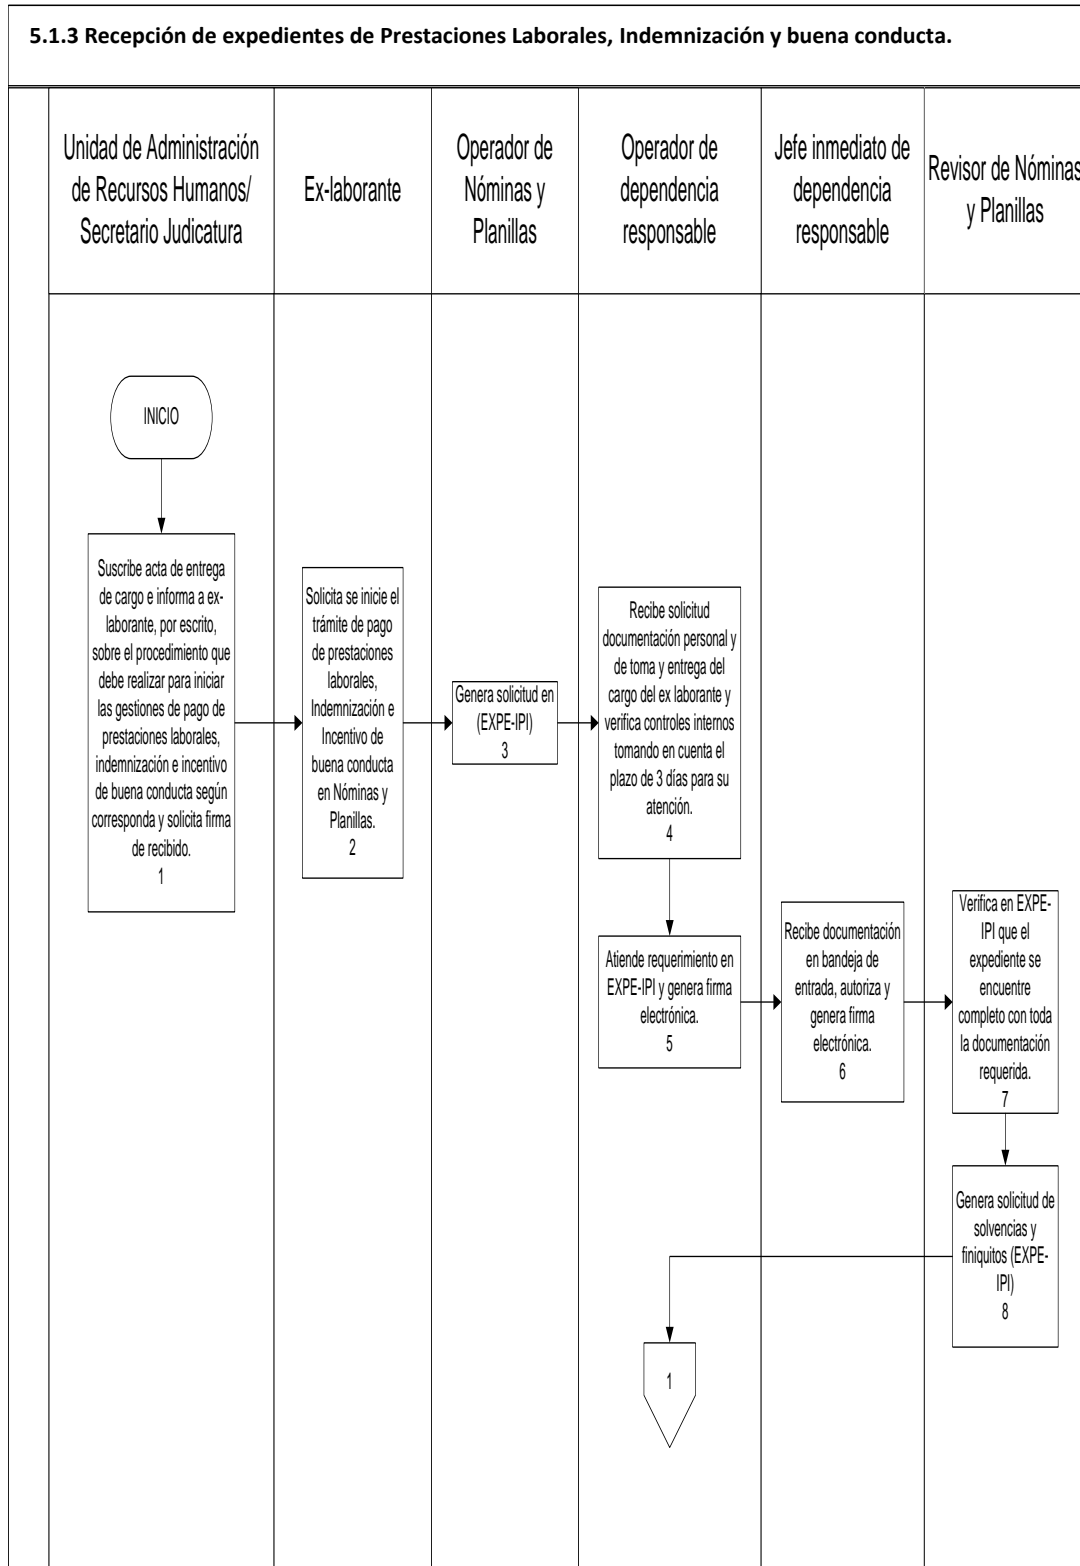 5.1.3 Recepción de expedientes de Prestaciones Laborales, Indemnización y buena conducta.
Unidad de Administración
de Recursos Humanos/
Secretario Judicatura
Ex-laborante
Operador de
Nóminas y
Planillas
Operador de
dependencia
responsable
Jefe inmediato de
dependencia
responsable
Revisor de Nóminas
y Planillas
INICIO
Suscribe acta de entrega
de cargo e informa a ex-
laborante, por escrito,
sobre el procedimiento que
debe realizar para iniciar
las gestiones de pago de
prestaciones laborales,
indemnización e incentivo
de buena conducta según
corresponda y solicita firma
de recibido.
1
Solicita se inicie el
trámite de pago
de prestaciones
laborales,
Indemnización e
Incentivo de
buena conducta
en Nóminas y
Planillas.
2
Genera solicitud en
(EXPE-IPI)
3
Recibe solicitud
documentación personal y
de toma y entrega del
cargo del ex laborante y
verifica controles internos
tomando en cuenta el
plazo de 3 días para su
atención.
4
Atiende requerimiento en
EXPE-IPI y genera firma
electrónica.
5
Recibe documentación
en bandeja de
entrada, autoriza y
genera firma
electrónica.
6
Verifica en EXPE-
IPI que el
expediente se
encuentre
completo con toda
la documentación
requerida.
7
Genera solicitud de
solvencias y
finiquitos (EXPE-
IPI)
8
1